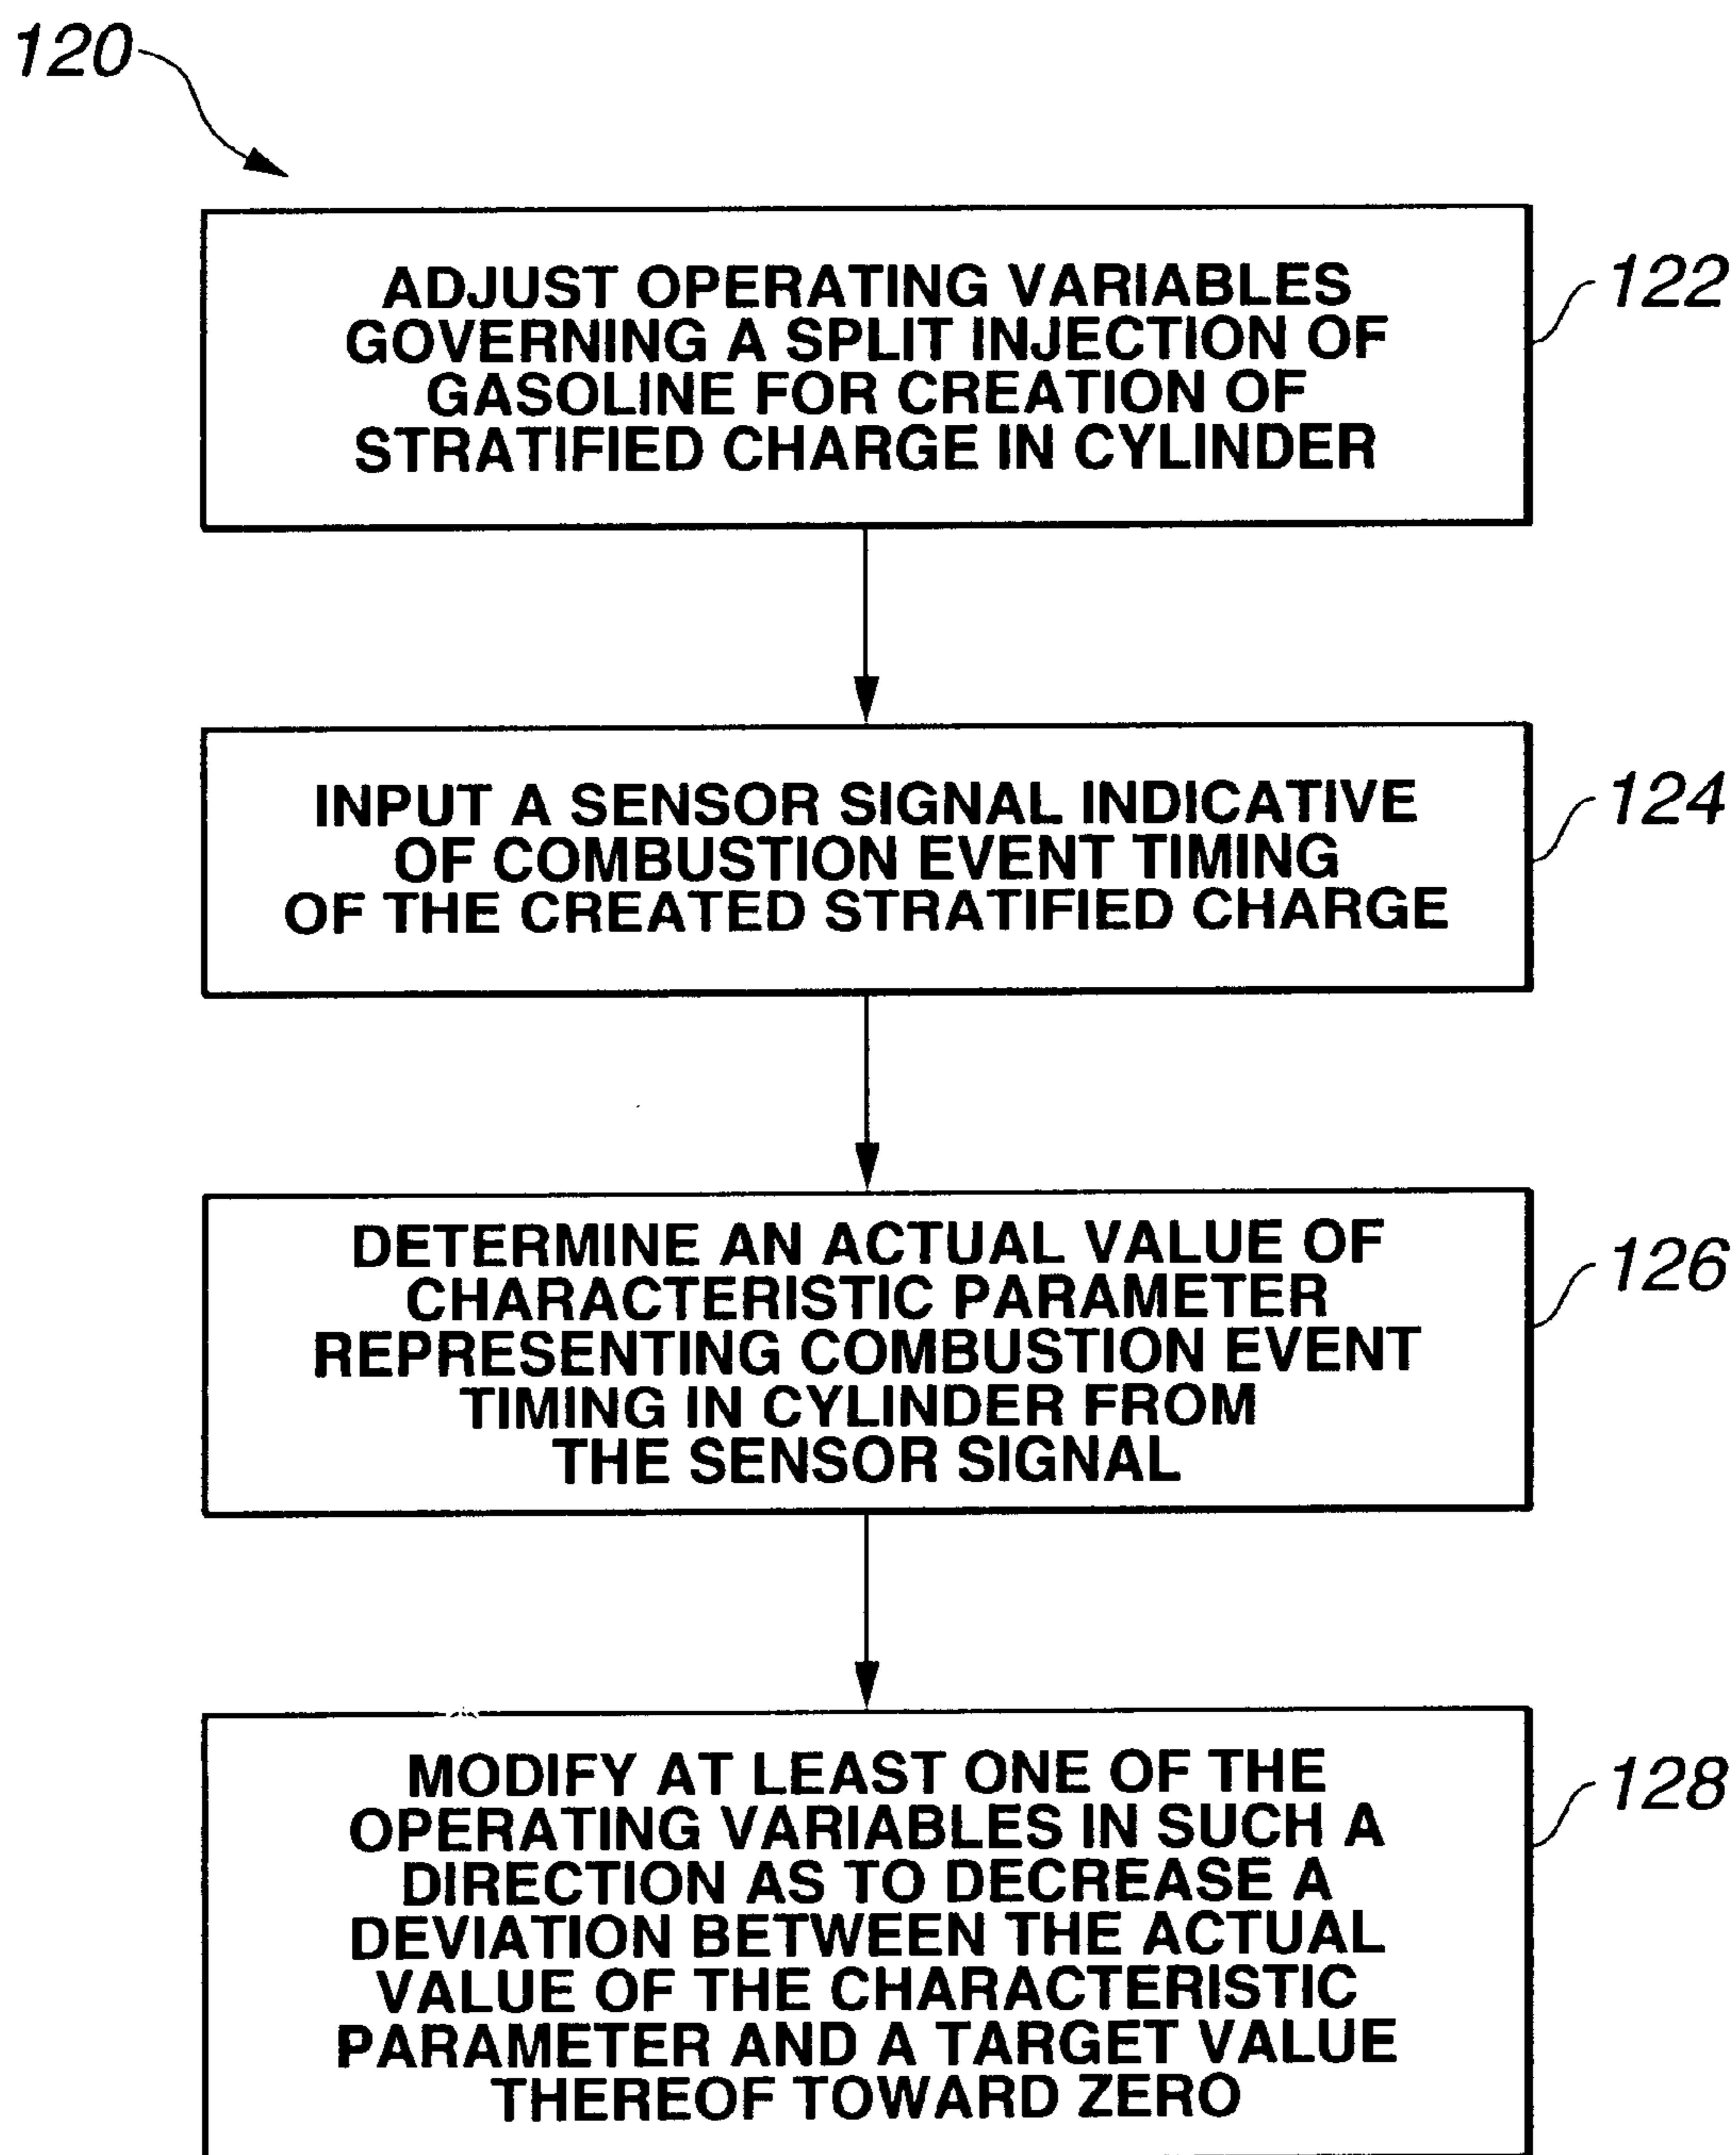 120
ADJUST OPERATING VARIABLES
GOVERNING A SPLIT INJECTION OF
GASOLINE FOR CREATION OF
STRATIFIED CHARGE IN CYLINDER
122
INPUT A SENSOR SIGNAL INDICATIVE
OF COMBUSTION EVENT TIMING
OF THE CREATED STRATIFIED CHARGE
124
DETERMINE AN ACTUAL VALUE OF
CHARACTERISTIC PARAMETER
REPRESENTING COMBUSTION EVENT
TIMING IN CYLINDER FROM
THE SENSOR SIGNAL
126
MODIFY AT LEAST ONE OF THE
OPERATING VARIABLES IN SUCH A
DIRECTION AS TO DECREASE A
DEVIATION BETWEEN THE ACTUAL
VALUE OF THE CHARACTERISTIC
PARAMETER AND A TARGET VALUE
THEREOF TOWARD ZERO
128